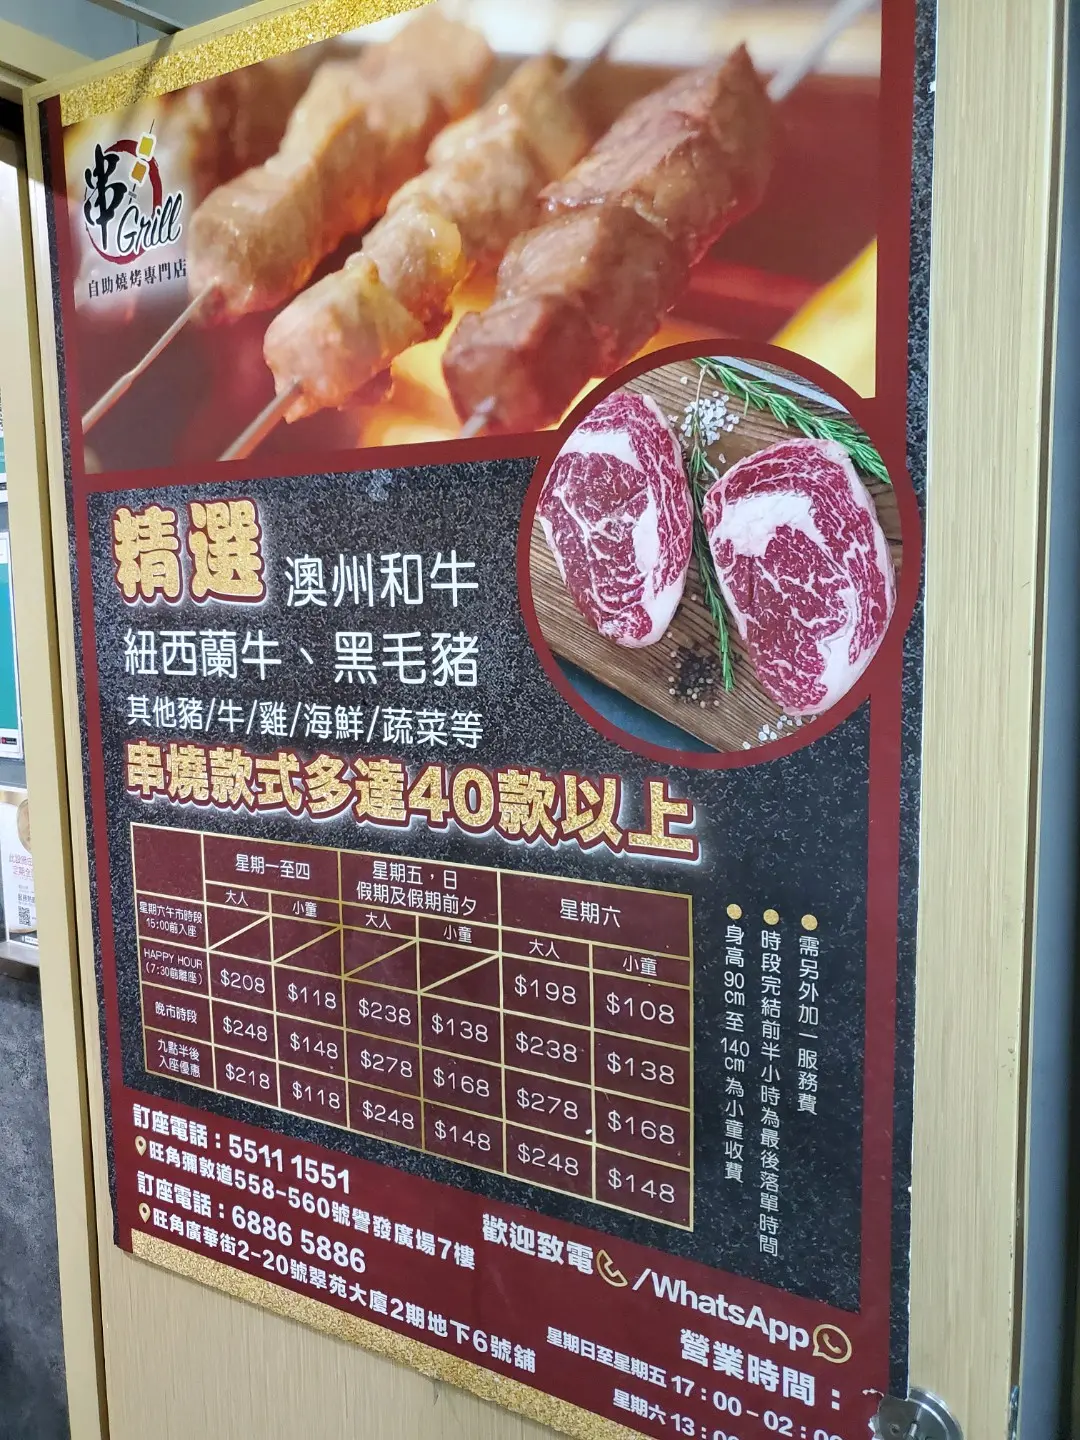 串
Grill
自助燒烤專門店
精選 澳州和牛
紐西蘭牛、黑毛豬
其他豬/牛/雞/海鮮/蔬菜等
串燒款式多達40款以上
星期一至四 星期五，日 假期及假期前夕 星期六
大人 小童 大人 小童 大人 小童
星期六午市時段 15:00前入座 $198 $108
HAPPY HOUR (7:30前離座) $208 $118 $238 $138 $238 $138
晚市時段 $248 $148 $278 $168 $278 $168
九點半後 入座優惠 $218 $118 $248 $148 $248 $148
需另外加一服務費
時段完結前半小時為最後落單時間
身高90cm至140cm為小童收費
訂座電話：5511 1551
旺角彌敦道558-560號譽發廣場7樓
訂座電話：6886 5886
旺角廣華街2-20號翠苑大廈2期地下6號舖
歡迎致電 /WhatsApp
營業時間：
星期日至星期五 17：00-02：00
星期六 13：00